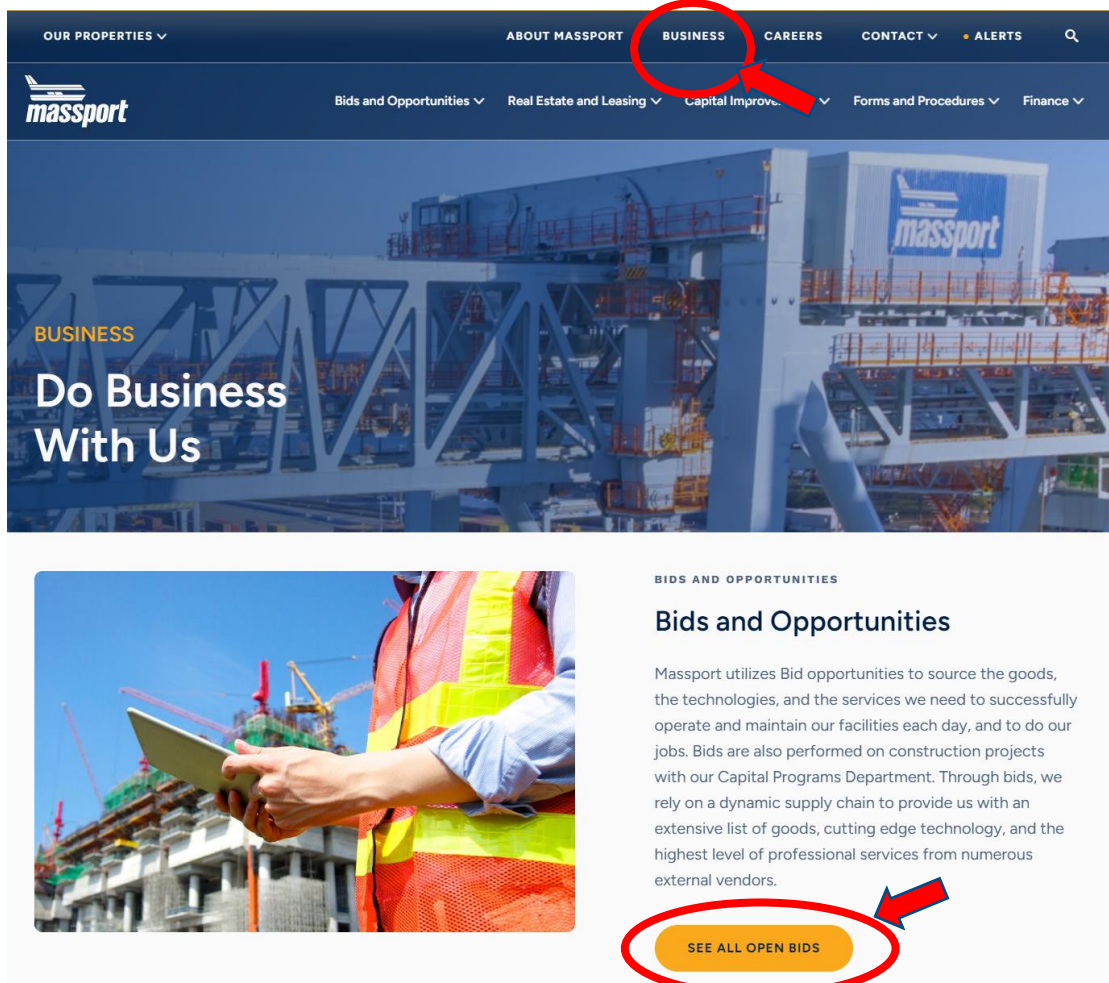 OUR PROPERTIES
ABOUT MASSPORT BUSINESS CAREERS CONTACT ALERTS
massport
Bids and Opportunities Real Estate and Leasing Capital Forms and Procedures Finance
massport
BUSINESS
Do Business
With Us
BIDS AND OPPORTUNITIES
Bids and Opportunities
Massport utilizes Bid opportunities to source the goods,
the technologies, and the services we need to successfully
operate and maintain our facilities each day, and to do our
jobs. Bids are also performed on construction projects
with our Capital Programs Department. Through bids, we
rely on a dynamic supply chain to provide us with an
extensive list of goods, cutting edge technology, and the
highest level of professional services from numerous
external vendors.
SEE ALL OPEN BIDS